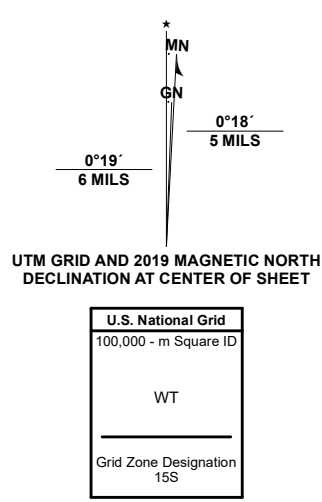 MN
GN
0°18´
5 MILS
0°19´
6 MILS
UTM GRID AND 2019 MAGNETIC NORTH
DECLINATION AT CENTER OF SHEET
U.S. National Grid
100,000 - m Square ID
WT
Grid Zone Designation
15S